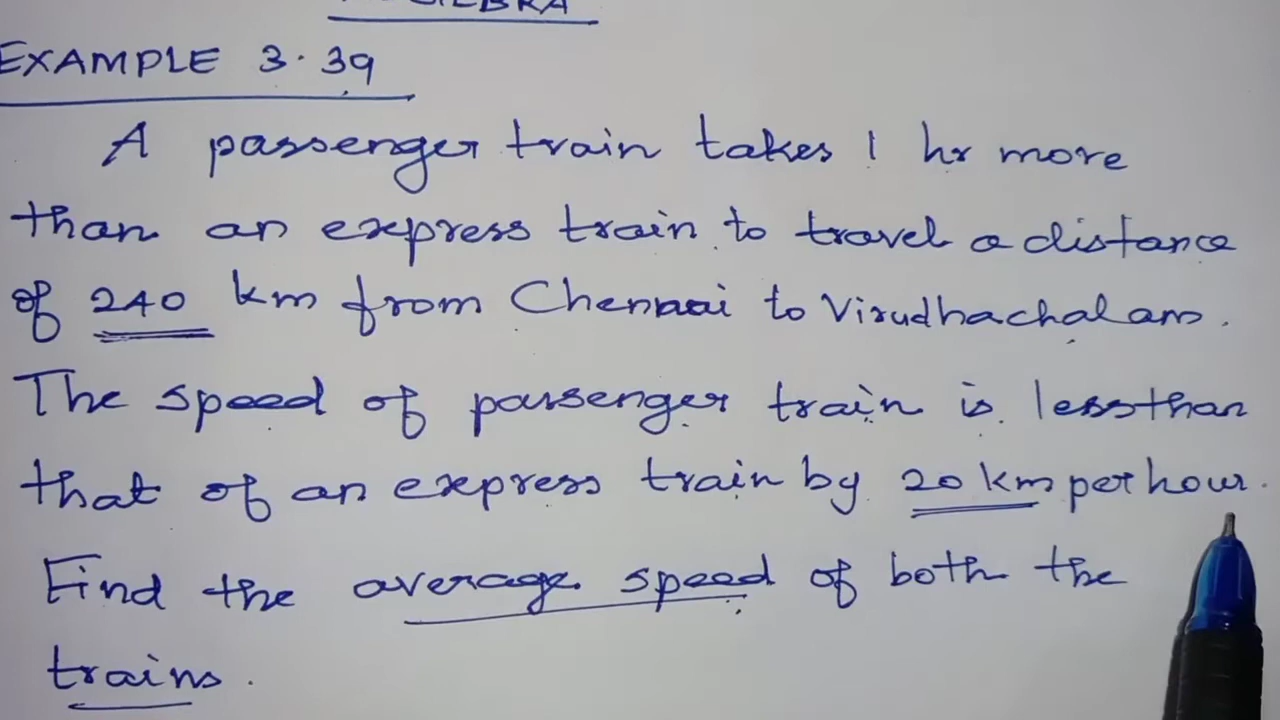 EXAMPLE 3.39
A passenger train takes 1 hr more
than an express train to travel a distance
of 240 km from Chennai to Virudhachalam.
The speed of passenger train is lessthan
that of an express train by 20 km per hour.
Find the average speed of both the
trains.